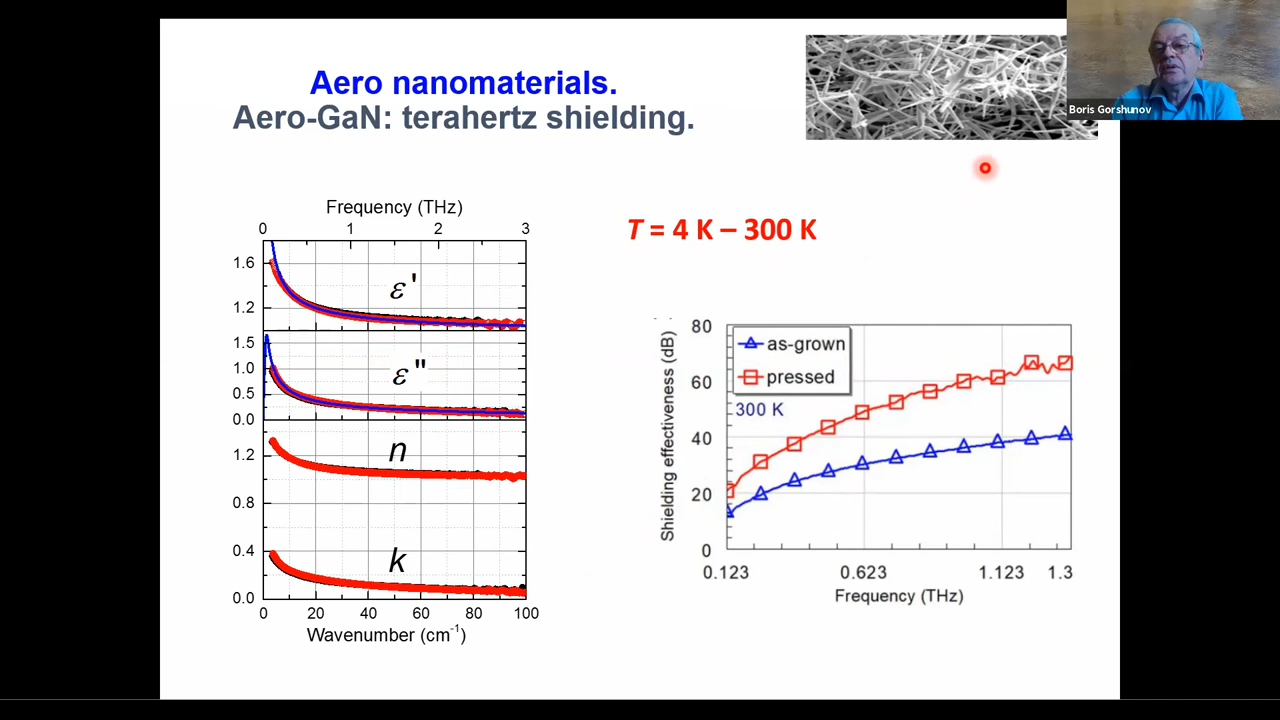 Aero nanomaterials.
Aero-GaN: terahertz shielding.
Boris Gorshunov
T = 4 K – 300 K
Frequency (THz)
0 1 2 3
1.6
1.2
ε'
1.5
1.0
0.5
0.0
ε"
1.2
0.8
0.4
0.0
n
k
0 20 40 60 80 100
Wavenumber (cm⁻¹)
Shielding effectiveness (dB)
80
60
40
20
0
as-grown
pressed
300 K
0.123 0.623 1.123 1.3
Frequency (THz)